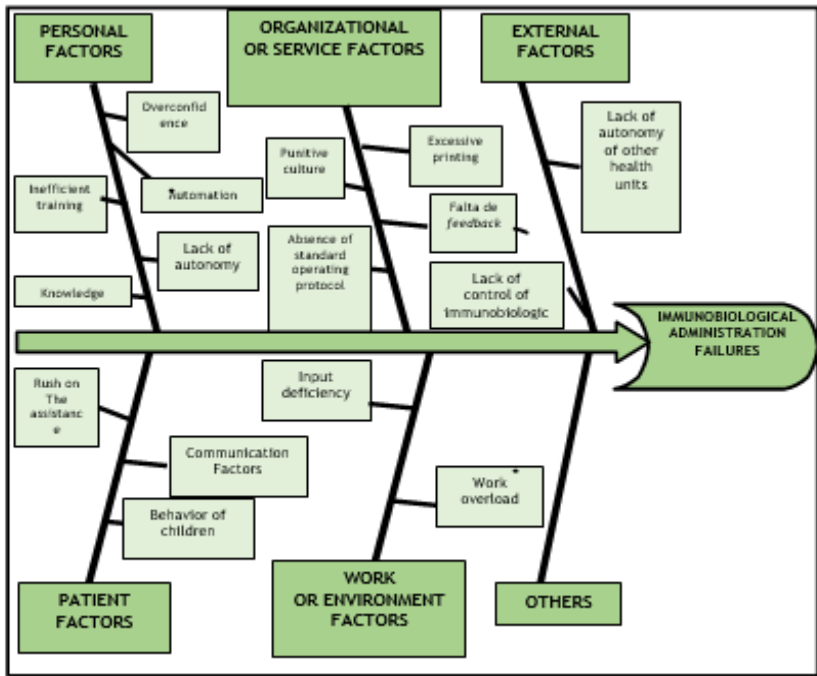 PERSONAL
FACTORS
ORGANIZATIONAL
OR SERVICE FACTORS
EXTERNAL
FACTORS
Overconfid
ence
Automation
Inefficient
training
Lack of
autonomy
Knowledge
Punitive
culture
Excessive
printing
Falta de
feedback
Absence of
standard
operating
protocol
Lack of
autonomy
of other
health
units
Lack of
control of
immunobiologic
IMMUNOBIOLOGICAL
ADMINISTRATION
FAILURES
Rush on
The
assistanc
e
Communication
Factors
Behavior of
children
Input
deficiency
Work
overload
PATIENT
FACTORS
WORK
OR ENVIRONMENT
FACTORS
OTHERS